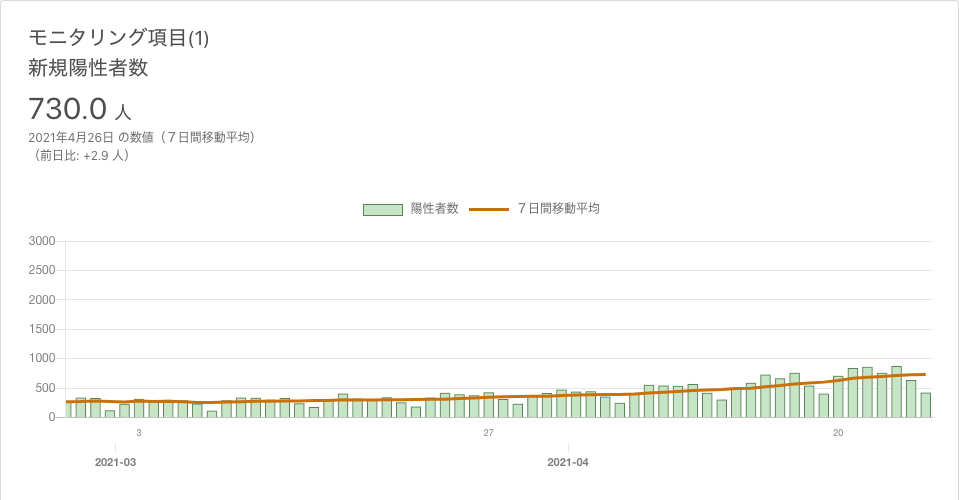 モニタリング項目(1)
新規陽性者数
730.0 人
2021年4月26日 の数値（７日間移動平均）
（前日比: +2.9 人）
陽性者数 ７日間移動平均
3000
2500
2000
1500
1000
500
0
3 27 20
2021-03 2021-04